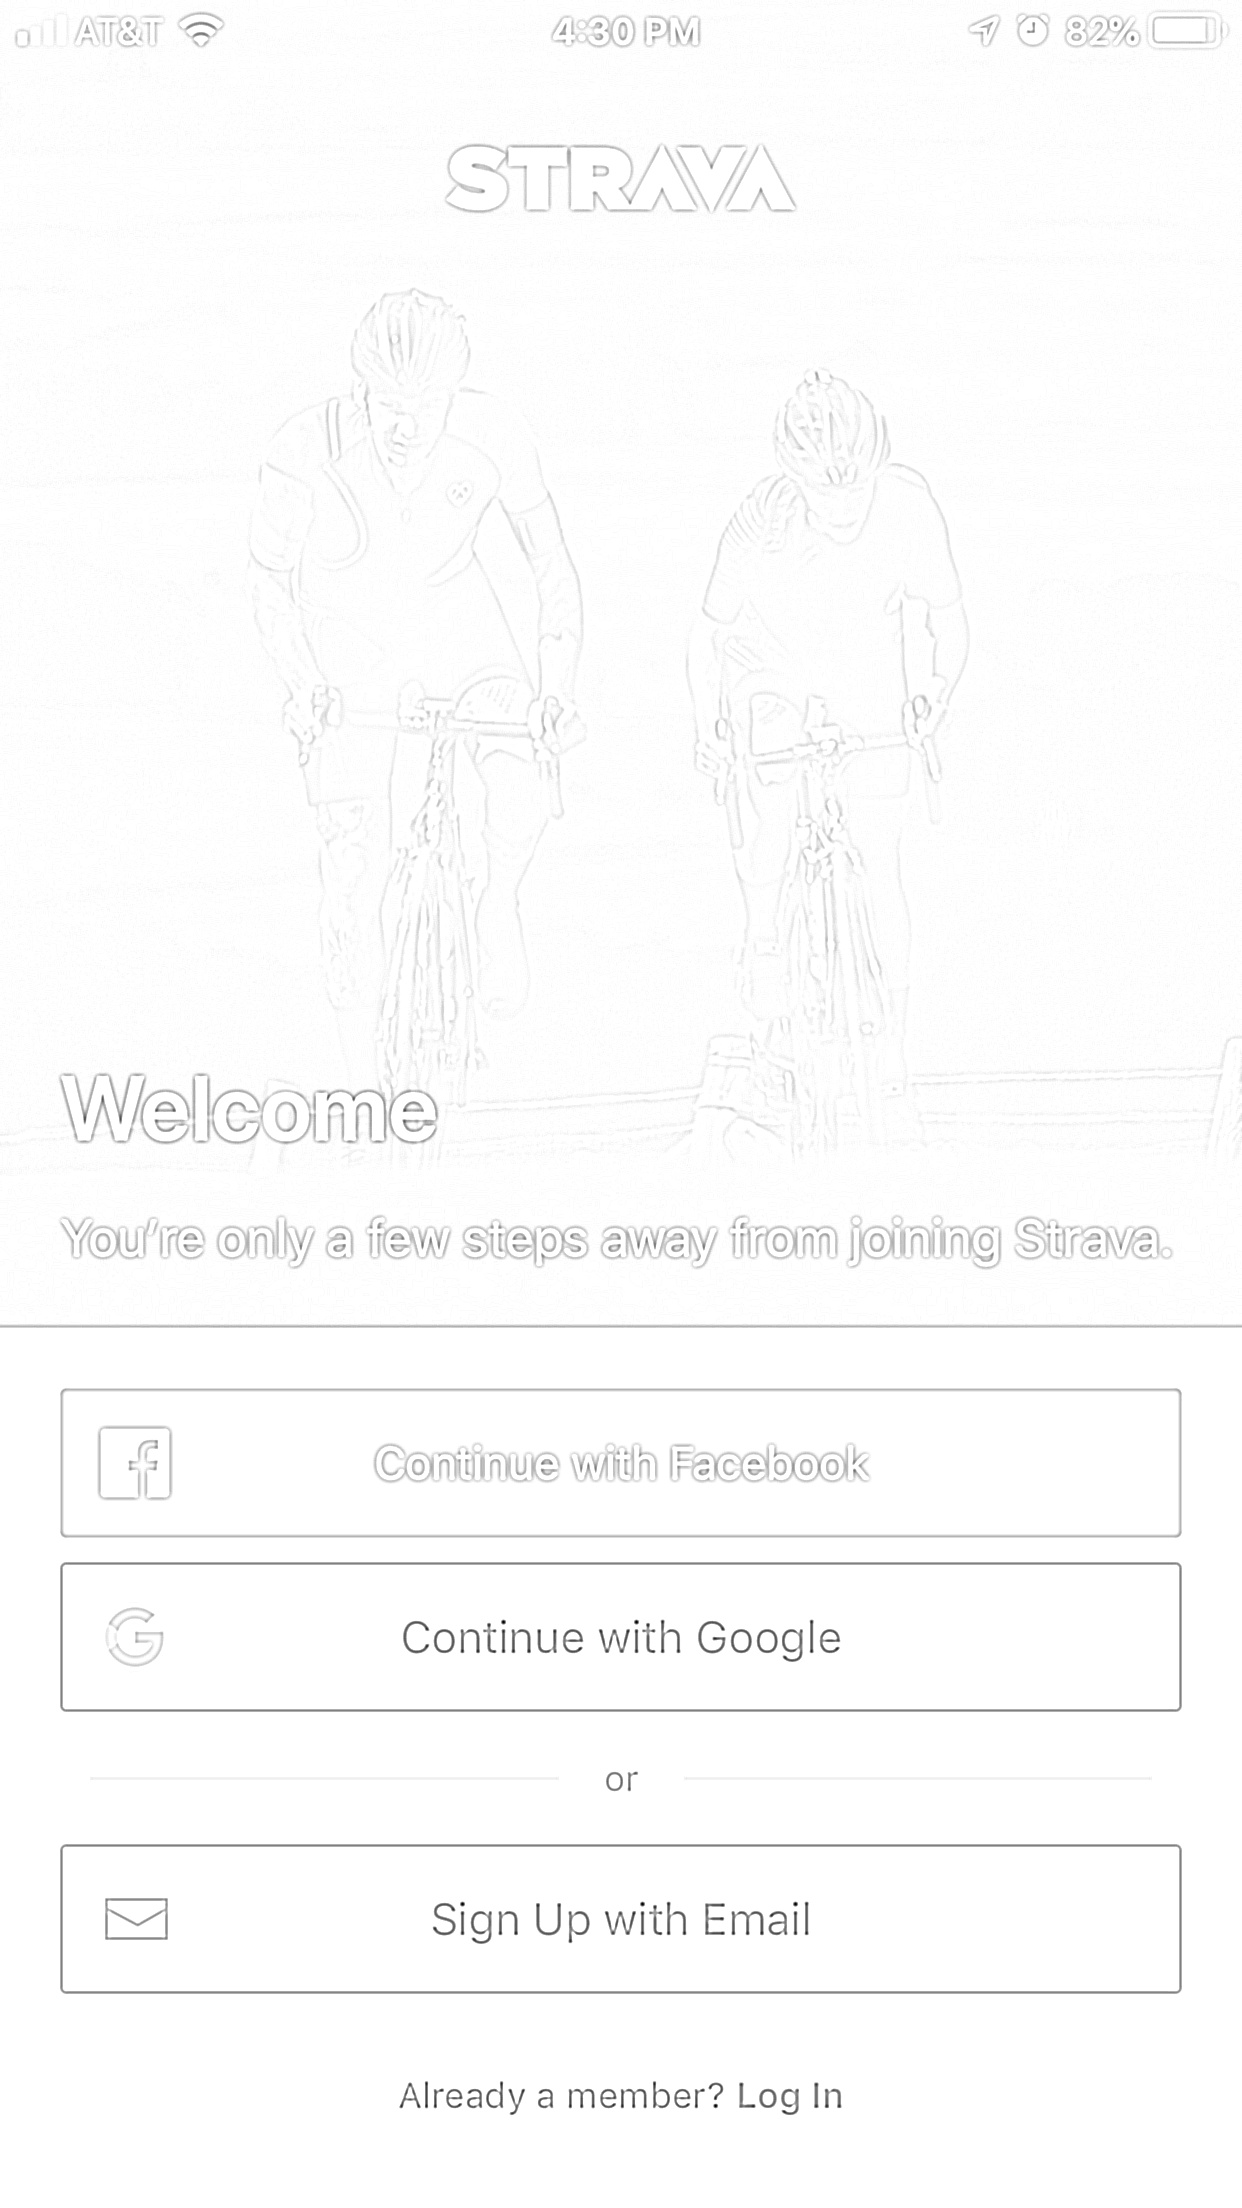 AT&T 4:30 PM 82%
STRAVA
Welcome
You're only a few steps away from joining Strava.
Continue with Facebook
Continue with Google
or
Sign Up with Email
Already a member? Log In